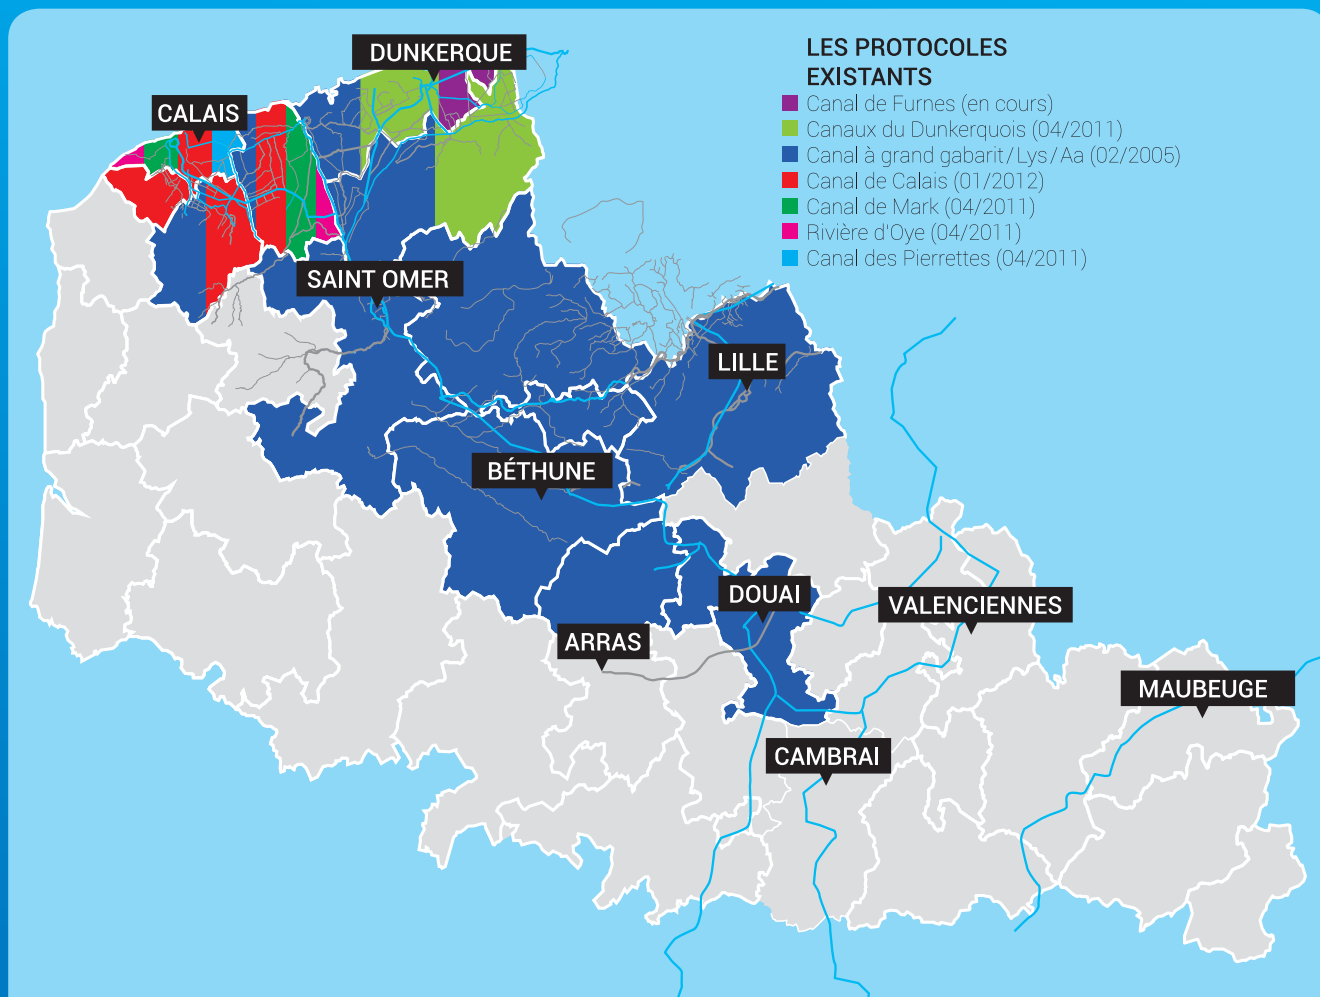 DUNKERQUE
CALAIS
LES PROTOCOLES
EXISTANTS
Canal de Furnes (en cours)
Canaux du Dunkerquois (04/2011)
Canal à grand gabarit/Lys/Aa (02/2005)
Canal de Calais (01/2012)
Canal de Mark (04/2011)
Rivière d'Oye (04/2011)
Canal des Pierrettes (04/2011)
SAINT OMER
LILLE
BÉTHUNE
DOUAI
VALENCIENNES
ARRAS
MAUBEUGE
CAMBRAI